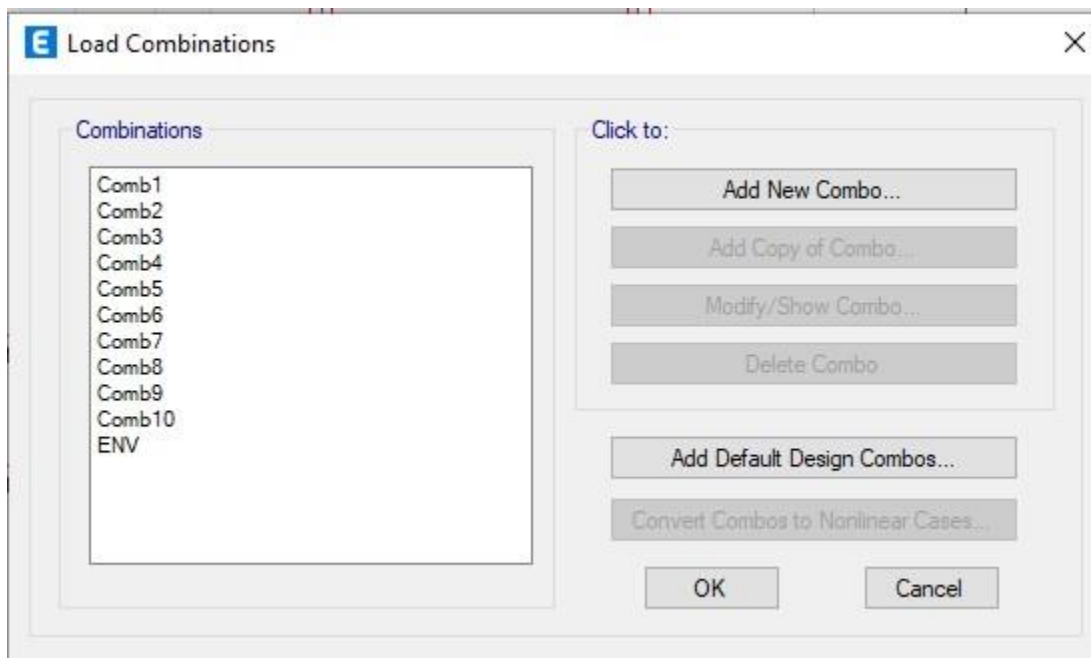 E Load Combinations
Combinations
Comb1
Comb2
Comb3
Comb4
Comb5
Comb6
Comb7
Comb8
Comb9
Comb10
ENV
Click to:
Add New Combo...
Add Copy of Combo...
Modify/Show Combo...
Delete Combo
Add Default Design Combos...
Convert Combos to Nonlinear Cases...
OK
Cancel